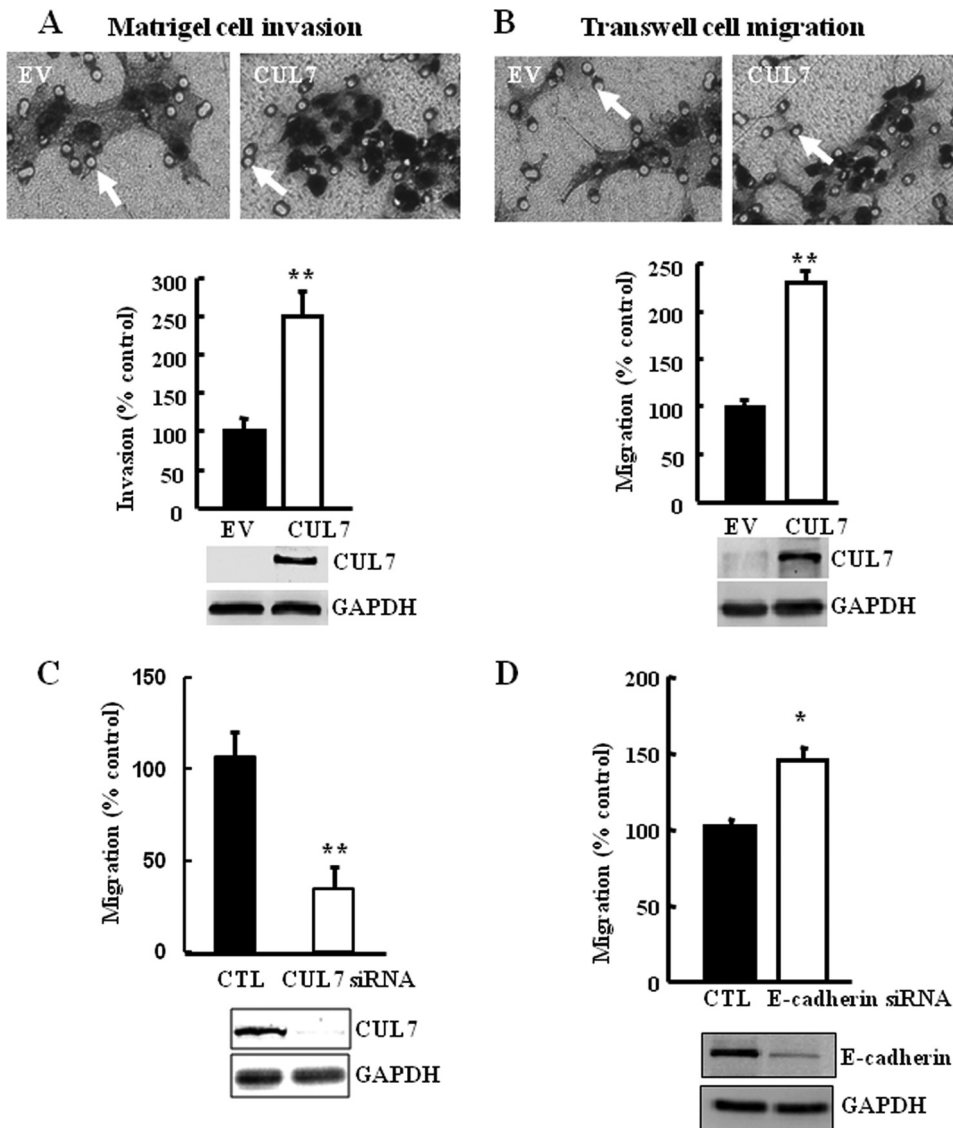 A Matrigel cell invasion
EV
CUL7
Invasion (% control)
300
250
200
150
100
50
0
**
EV CUL7
CUL7
GAPDH
B Transwell cell migration
EV
CUL7
Migration (% control)
250
200
150
100
50
0
**
EV CUL7
CUL7
GAPDH
C
Migration (% control)
150
100
50
0
**
CTL CUL7 siRNA
CUL7
GAPDH
D
Migration (% control)
200
150
100
50
0
*
CTL E-cadherin siRNA
E-cadherin
GAPDH